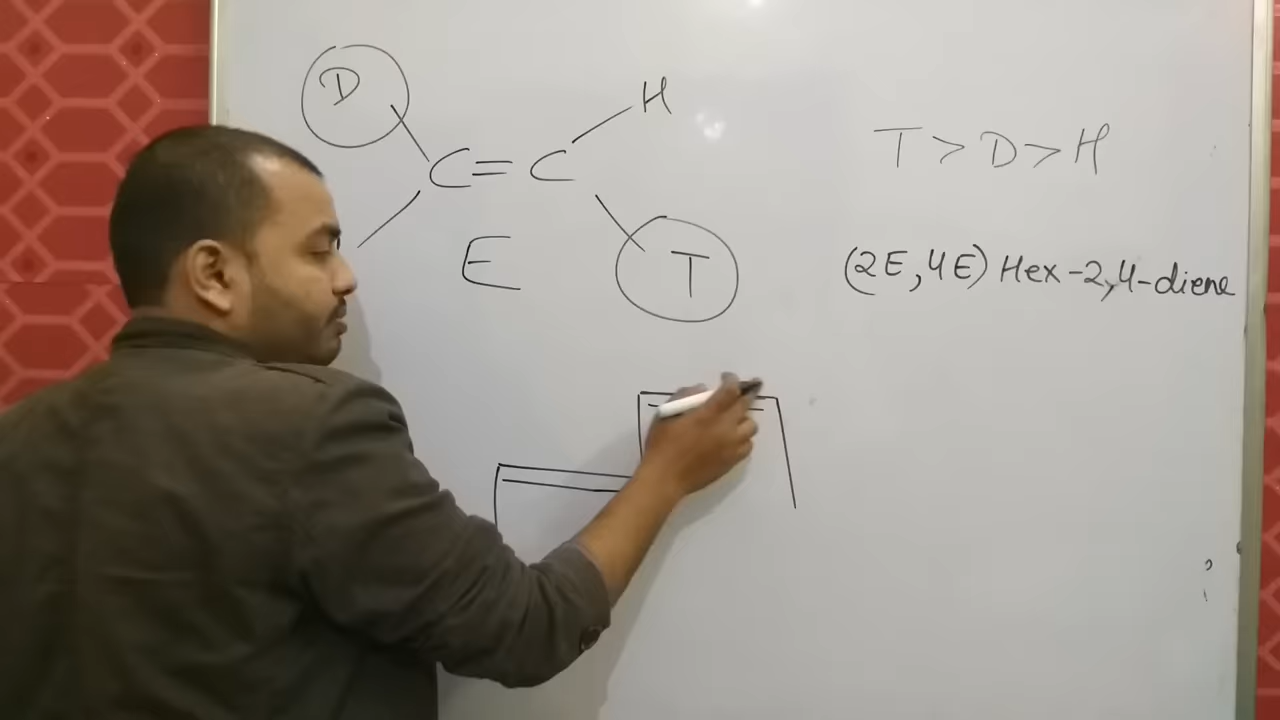 D H
C=C
E T
T > D > H
(2E,4E) Hex-2,4-diene